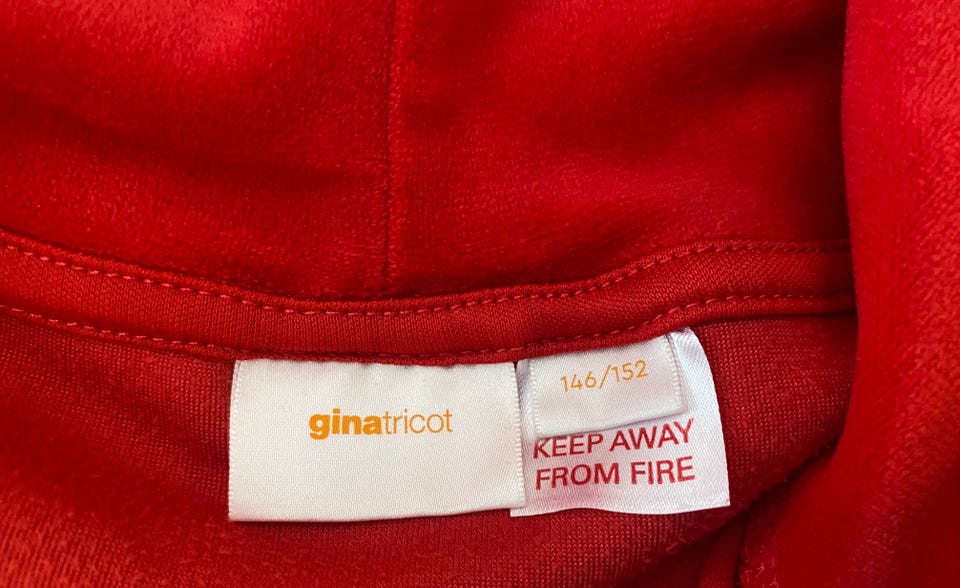 ginatricot
146/152
KEEP AWAY
FROM FIRE